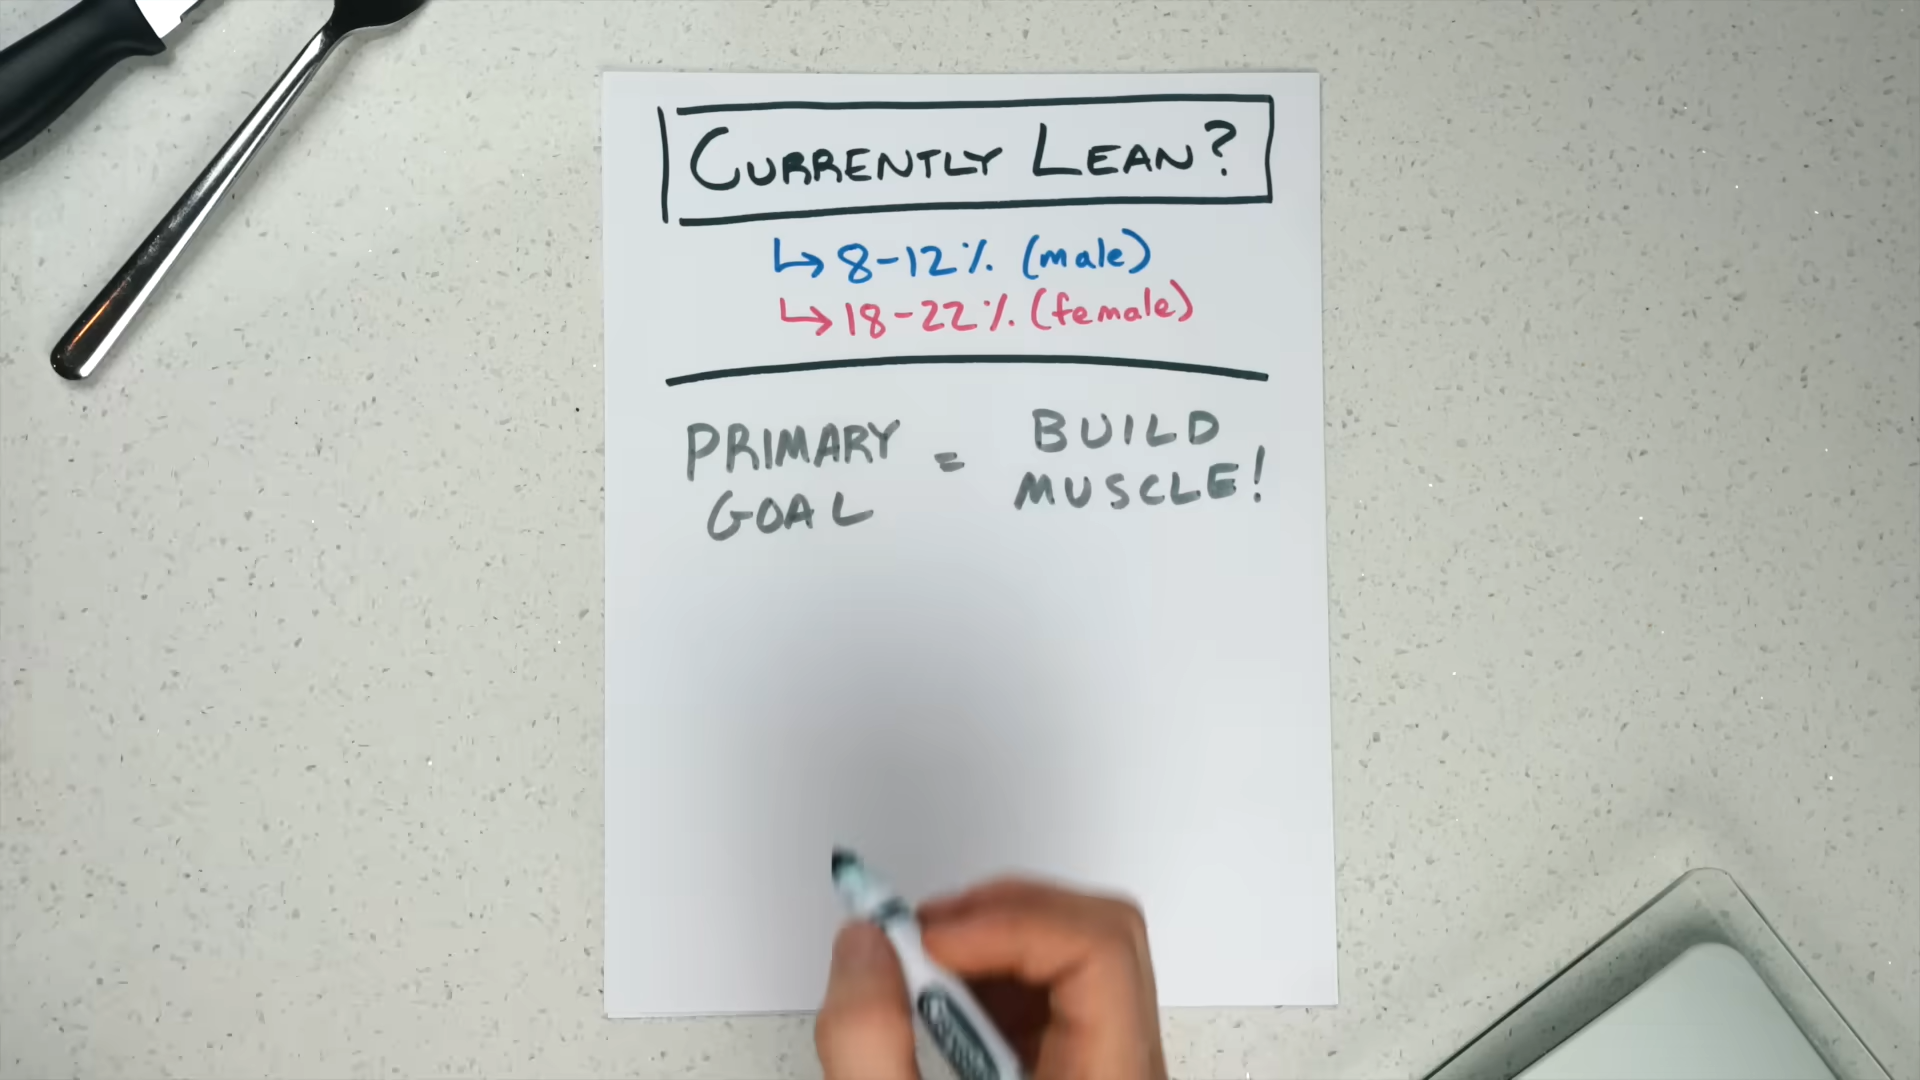 CURRENTLY LEAN?
↳ 8-12% (male)
↳ 18-22% (female)
PRIMARY GOAL = BUILD MUSCLE!